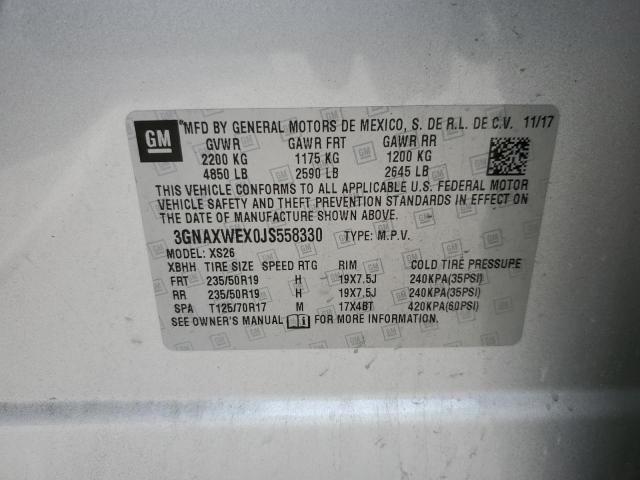 GM ®MFD BY GENERAL MOTORS DE MEXICO, S. DE R.L. DE C.V. 11/17
GVWR GAWR FRT GAWR RR
2200 KG 1175 KG 1200 KG
4850 LB 2590 LB 2645 LB
THIS VEHICLE CONFORMS TO ALL APPLICABLE U.S. FEDERAL MOTOR
VEHICLE SAFETY AND THEFT PREVENTION STANDARDS IN EFFECT ON
THE DATE OF MANUFACTURE SHOWN ABOVE.
3GNAXWEX0JS558330 TYPE: M.P.V.
MODEL: XS26
XBHH TIRE SIZE SPEED RTG RIM COLD TIRE PRESSURE
FRT 235/50R19 H 19X7.5J 240KPA(35PSI)
RR 235/50R19 H 19X7.5J 240KPA(35PSI)
SPA T125/70R17 M 17X4BT 420KPA(60PSI)
SEE OWNER'S MANUAL FOR MORE INFORMATION.